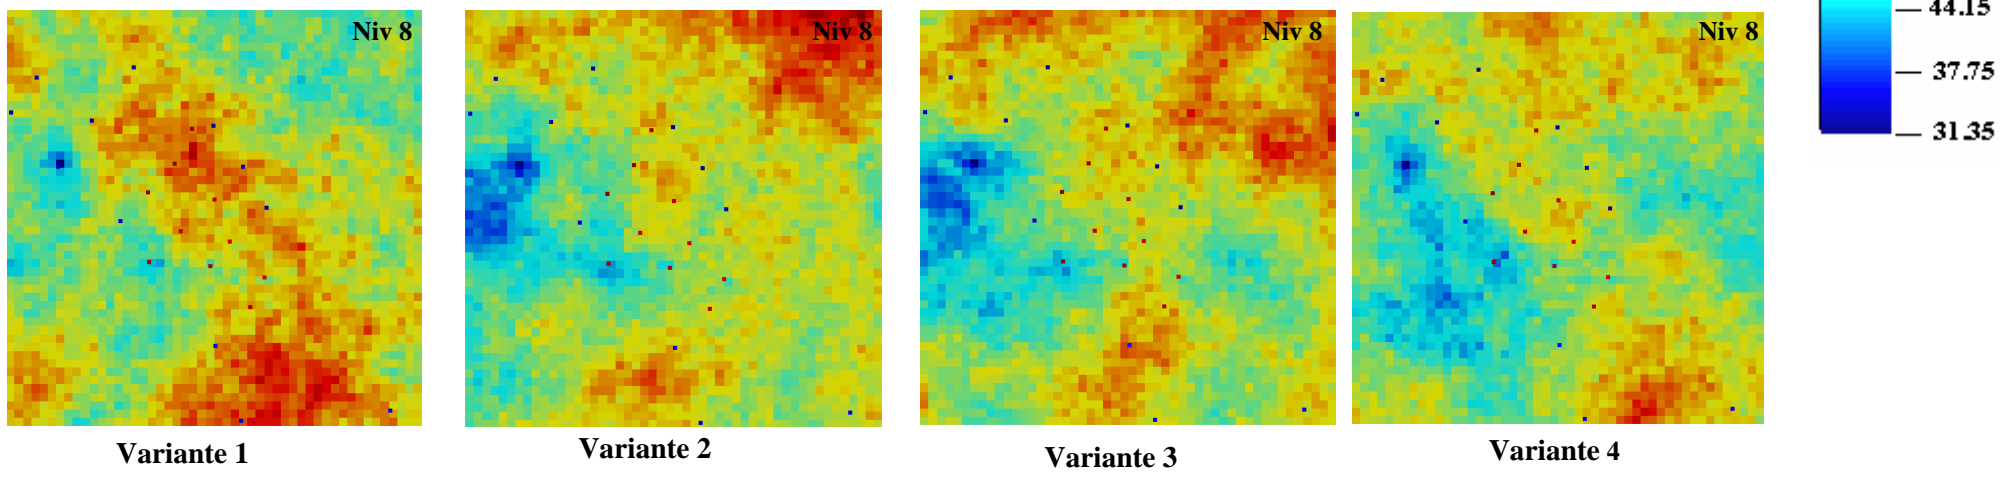 Niv 8
Niv 8
Niv 8
Niv 8
44.15
37.75
31.35
Variante 1
Variante 2
Variante 3
Variante 4